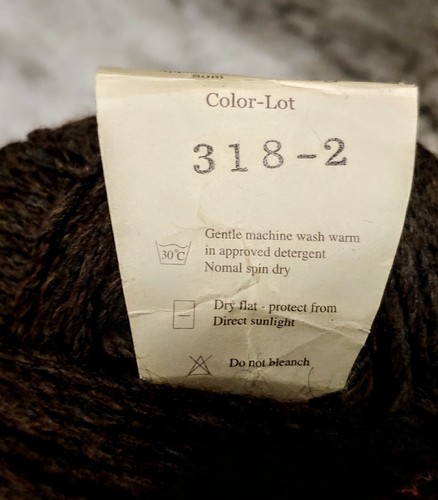 Color-Lot
318-2
Gentle machine wash warm
30°C
in approved detergent
Nomal spin dry
Dry flat - protect from
Direct sunlight
Do not bleanch